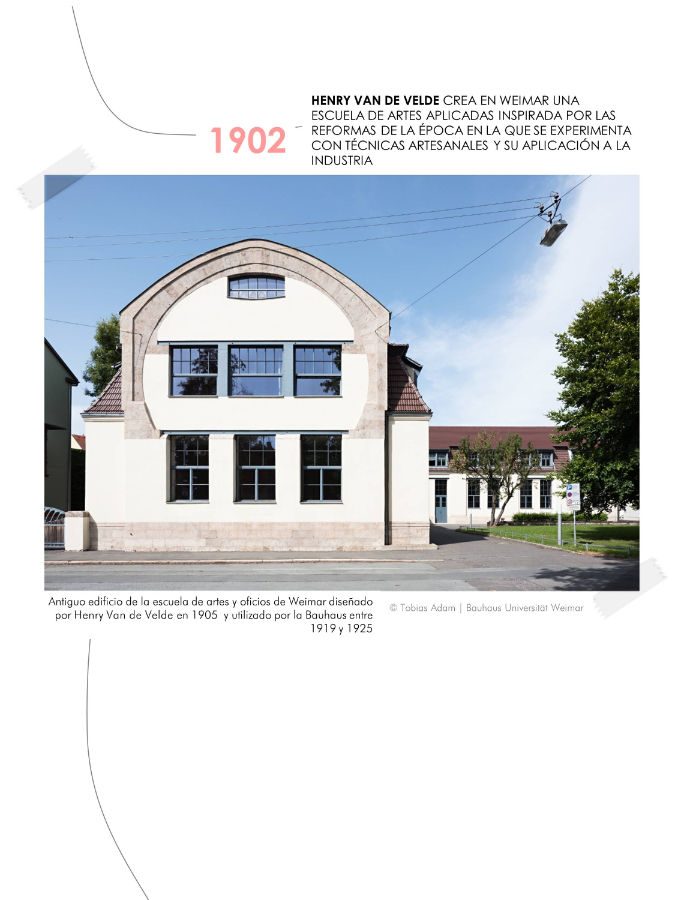 1902
HENRY VAN DE VELDE CREA EN WEIMAR UNA
ESCUELA DE ARTES APLICADAS INSPIRADA POR LAS
REFORMAS DE LA ÉPOCA EN LA QUE SE EXPERIMENTA
CON TÉCNICAS ARTESANALES Y SU APLICACIÓN A LA
INDUSTRIA
Antiguo edificio de la escuela de artes y oficios de Weimar diseñado
por Henry Van de Velde en 1905 y utilizado por la Bauhaus entre
1919 y 1925
© Tobias Adam | Bauhaus Universität Weimar